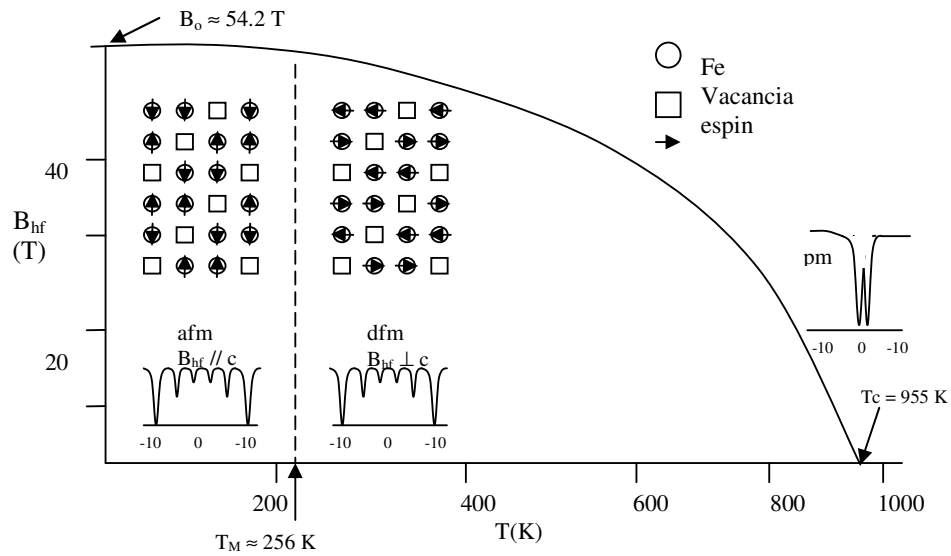 B₀ ≈ 54.2 T
Fe
Vacancia
espin
40
B_hf
(T)
20
afm
B_hf // c
-10 0 -10
dfm
B_hf ⊥ c
-10 0 -10
pm
-10 0 -10
Tc = 955 K
200 400 600 800 1000
T(K)
T_M ≈ 256 K